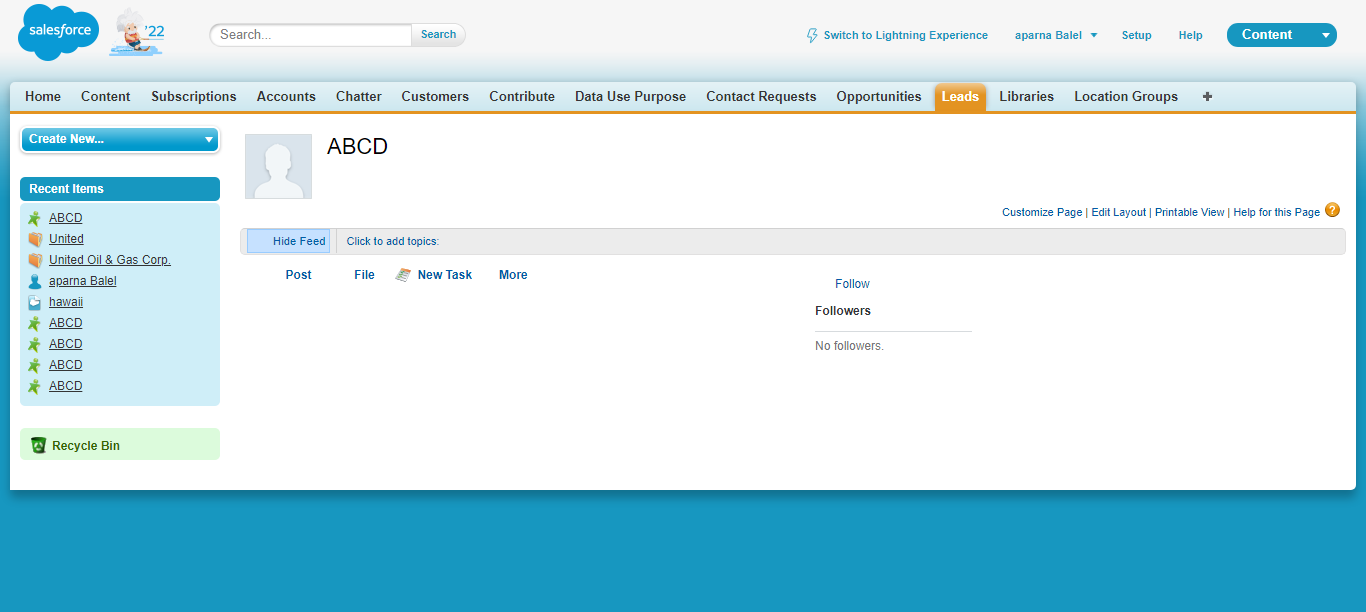 salesforce
'22
Search...
Search
Switch to Lightning Experience
aparna Balel
Setup
Help
Content
Home Content Subscriptions Accounts Chatter Customers Contribute Data Use Purpose Contact Requests Opportunities Leads Libraries Location Groups +
Create New...
Recent Items
ABCD
United
United Oil & Gas Corp.
aparna Balel
hawaii
ABCD
ABCD
ABCD
ABCD
Recycle Bin
ABCD
Customize Page | Edit Layout | Printable View | Help for this Page ?
Hide Feed Click to add topics:
Post File New Task More
Follow
Followers
No followers.